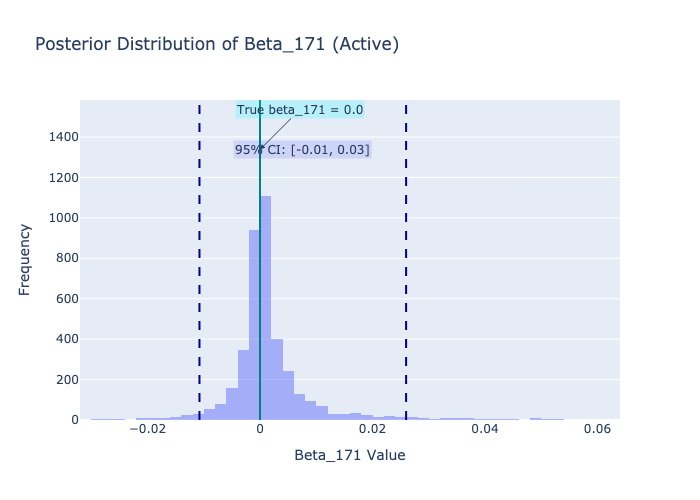 Posterior Distribution of Beta_171 (Active)
True beta_171 = 0.0
95% CI: [-0.01, 0.03]
1400
1200
1000
800
600
400
200
0
Frequency
−0.02
0
0.02
0.04
0.06
Beta_171 Value